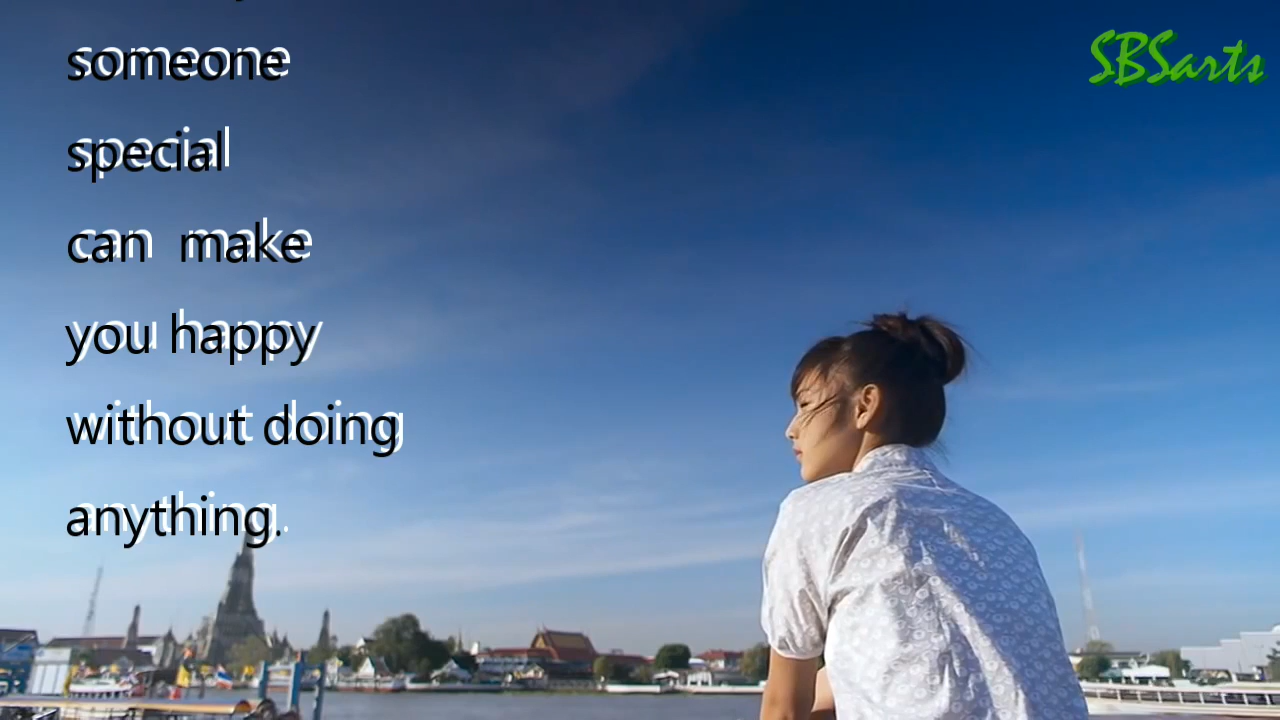 SBSarts
someone
special
can make
you happy
without doing
anything.